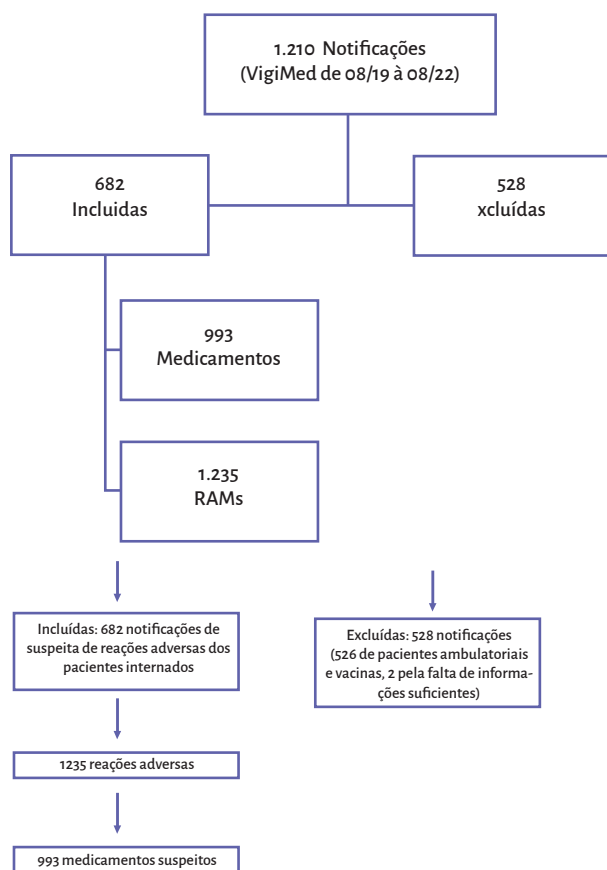 1.210 Notificações
(VigiMed de 08/19 à 08/22)
682
Incluidas
528
xcluídas
993
Medicamentos
1.235
RAMs
Incluídas: 682 notificações de
suspeita de reações adversas dos
pacientes internados
Excluídas: 528 notificações
(526 de pacientes ambulatoriais
e vacinas, 2 pela falta de informa-
ções suficientes)
1235 reações adversas
993 medicamentos suspeitos